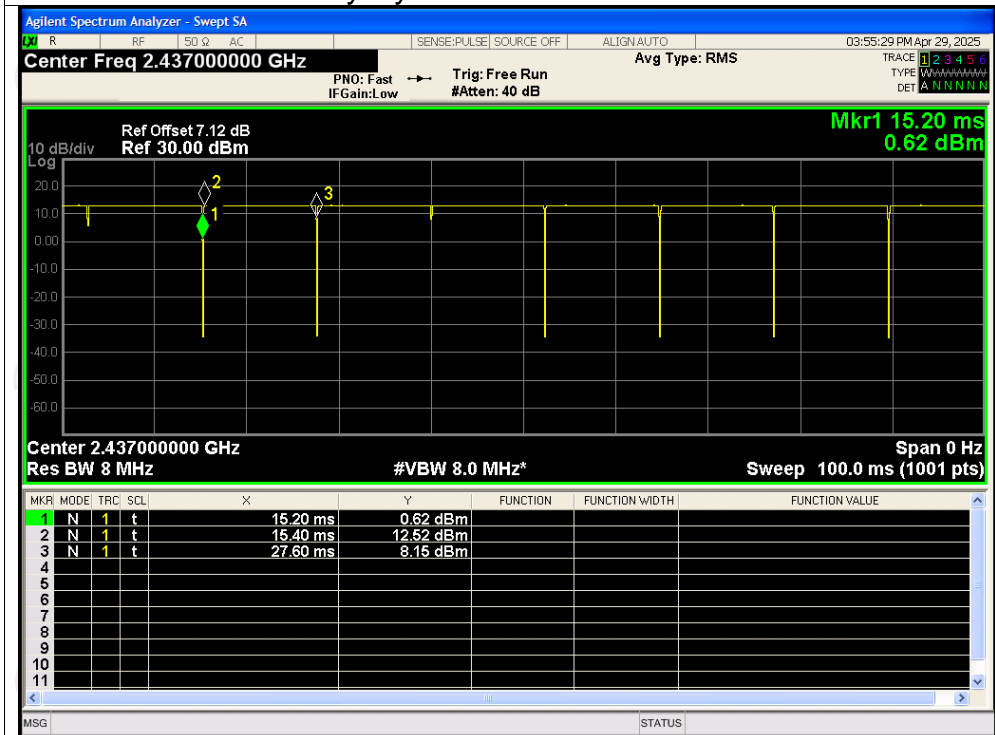 Agilent Spectrum Analyzer - Swept SA
LXI R RF 50 Ω AC SENSE:PULSE SOURCE OFF ALIGN AUTO 03:55:29 PM Apr 29, 2025
Center Freq 2.437000000 GHz Avg Type: RMS TRACE 1 2 3 4 5 6
PNO: Fast Trig: Free Run TYPE WWWWWW
IFGain:Low #Atten: 40 dB DET A N N N N N
Mkr1 15.20 ms
Ref Offset 7.12 dB
10 dB/div Ref 30.00 dBm 0.62 dBm
Log
20.0
10.0
0.00
-10.0
-20.0
-30.0
-40.0
-50.0
-60.0
2
1
3
Center 2.437000000 GHz Span 0 Hz
Res BW 8 MHz #VBW 8.0 MHz* Sweep 100.0 ms (1001 pts)
MKR MODE TRC SCL X Y FUNCTION FUNCTION WIDTH FUNCTION VALUE
1 N 1 t 15.20 ms 0.62 dBm
2 N 1 t 15.40 ms 12.52 dBm
3 N 1 t 27.60 ms 8.15 dBm
4
5
6
7
8
9
10
11
MSG STATUS